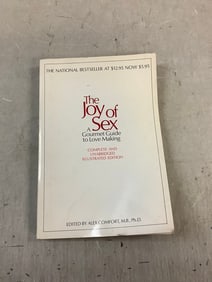 THE NATIONAL BESTSELLER AT $12.95 NOW $5.95
The
Joy of
Sex
A
Gourmet Guide
to Love Making
COMPLETE AND
UNABRIDGED
ILLUSTRATED EDITION
EDITED BY ALEX COMFORT, M.B., Ph.D.